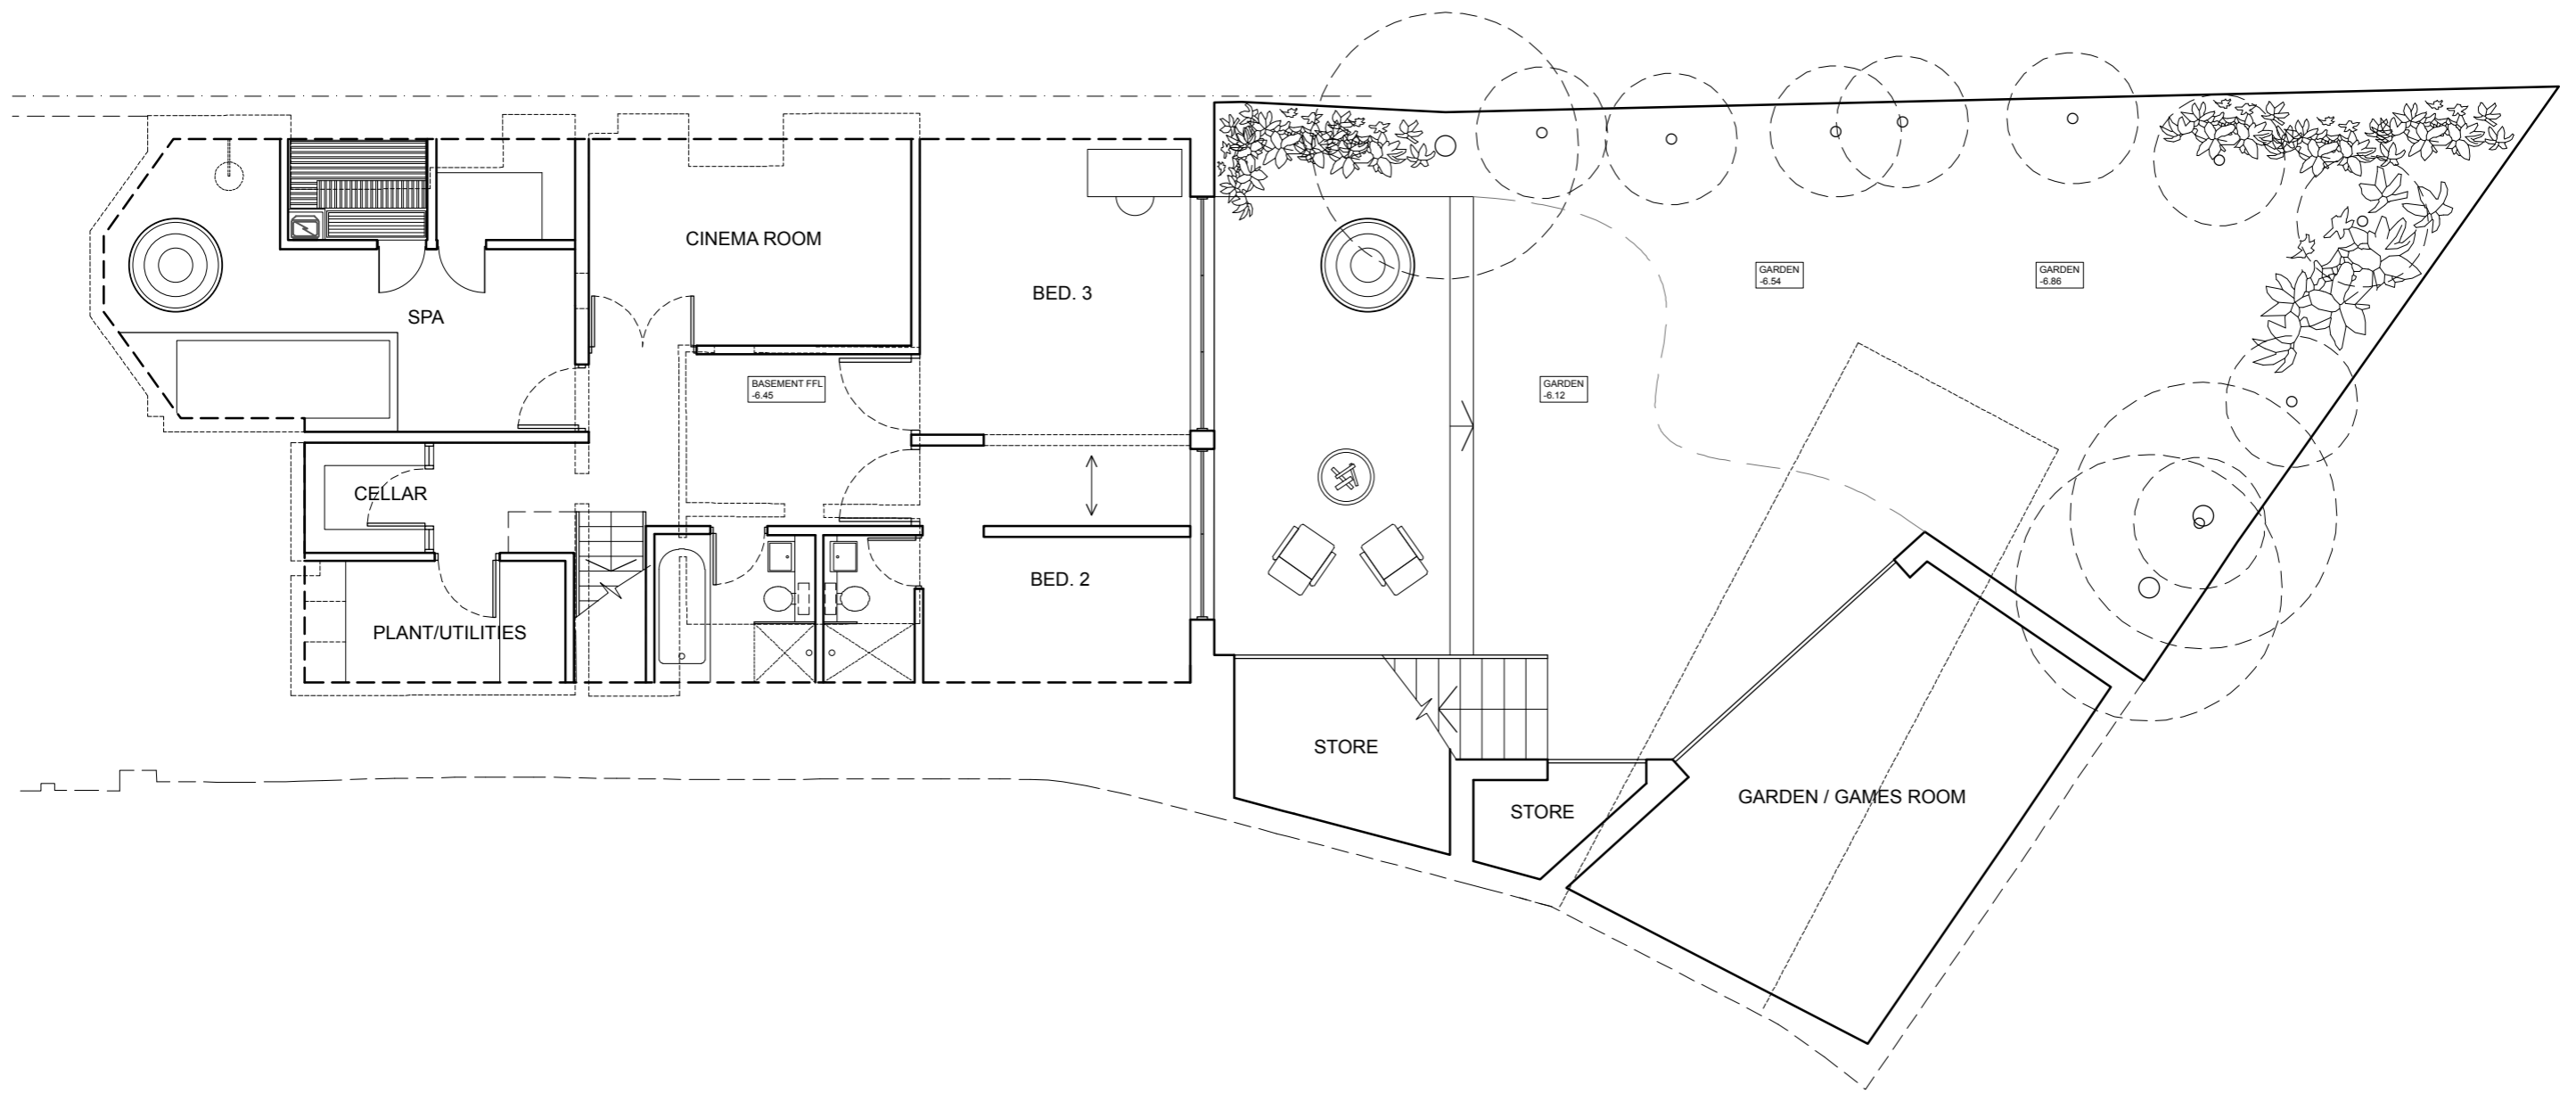 CINEMA ROOM
SPA
BED. 3
GARDEN
-6.54
GARDEN
-6.86
BASEMENT FFL
-6.45
GARDEN
-6.12
CELLAR
BED. 2
PLANT/UTILITIES
STORE
STORE
GARDEN / GAMES ROOM